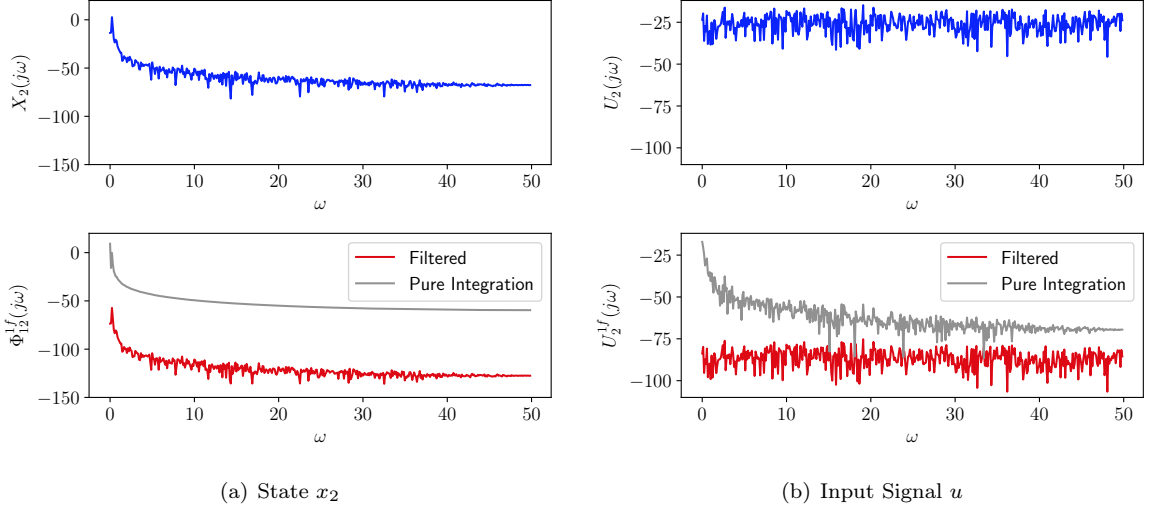 0
−50
−100
−150
X₂(jω)
0 10 20 30 40 50
ω
−25
−50
−75
−100
U₂(jω)
0 10 20 30 40 50
ω
0
−50
−100
−150
Φ₁₂¹ᶠ(jω)
Filtered
Pure Integration
0 10 20 30 40 50
ω
−25
−50
−75
−100
U₂¹ᶠ(jω)
Filtered
Pure Integration
0 10 20 30 40 50
ω
(a) State x₂
(b) Input Signal u